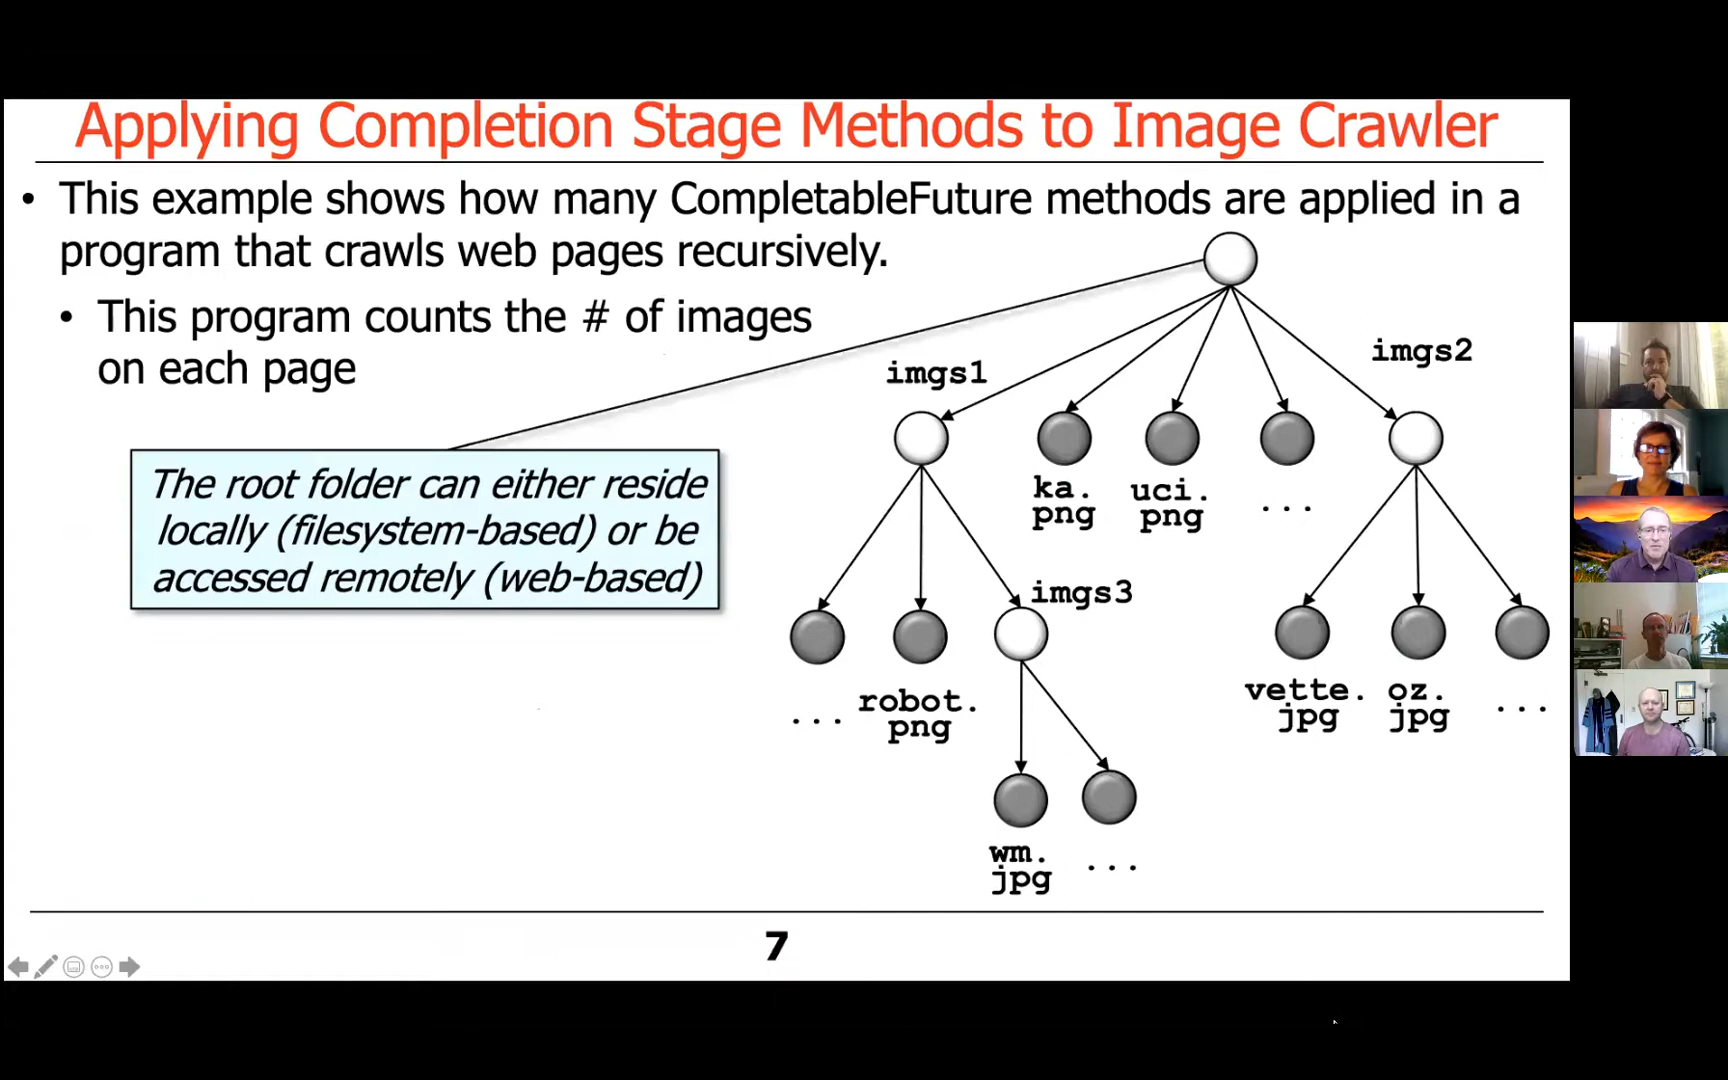 Applying Completion Stage Methods to Image Crawler
• This example shows how many CompletableFuture methods are applied in a
program that crawls web pages recursively.
• This program counts the # of images
on each page
The root folder can either reside
locally (filesystem-based) or be
accessed remotely (web-based)
imgs1
imgs2
ka.
png
uci.
png
...
imgs3
...
robot.
png
vette.
jpg
oz.
jpg
...
wm.
jpg
...
7